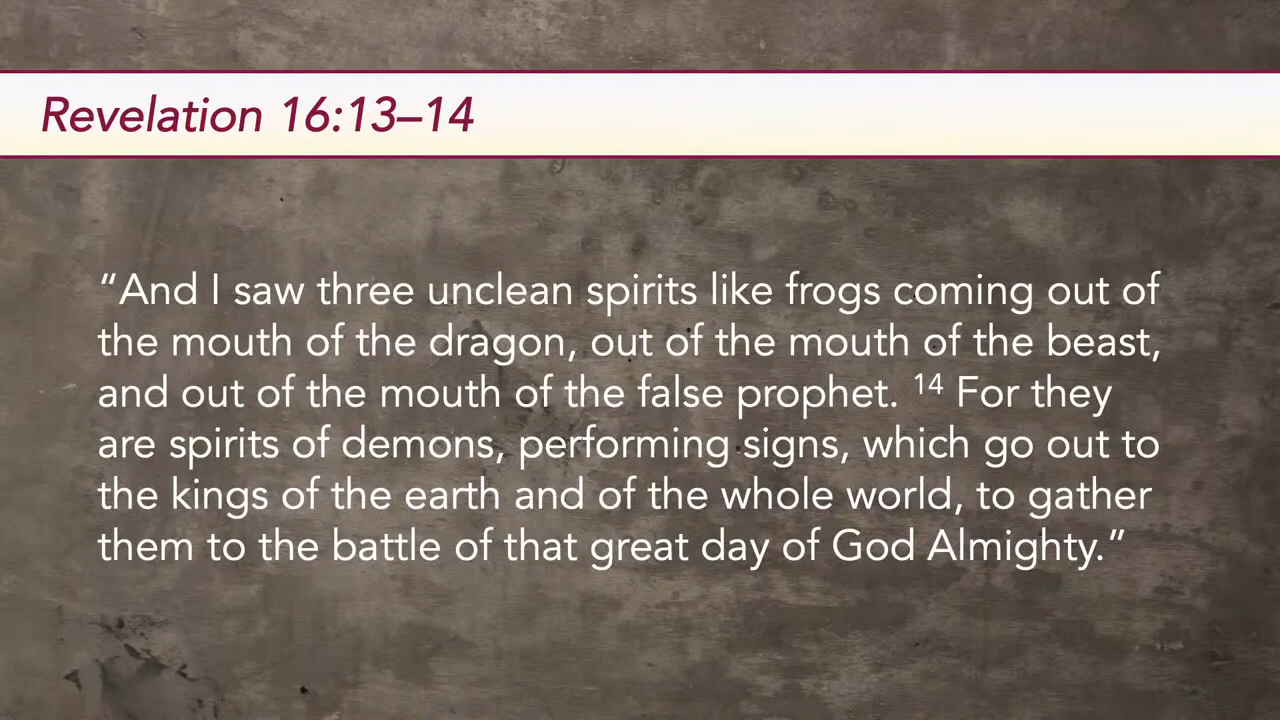 Revelation 16:13–14
“And I saw three unclean spirits like frogs coming out of
the mouth of the dragon, out of the mouth of the beast,
and out of the mouth of the false prophet. 14 For they
are spirits of demons, performing signs, which go out to
the kings of the earth and of the whole world, to gather
them to the battle of that great day of God Almighty.”